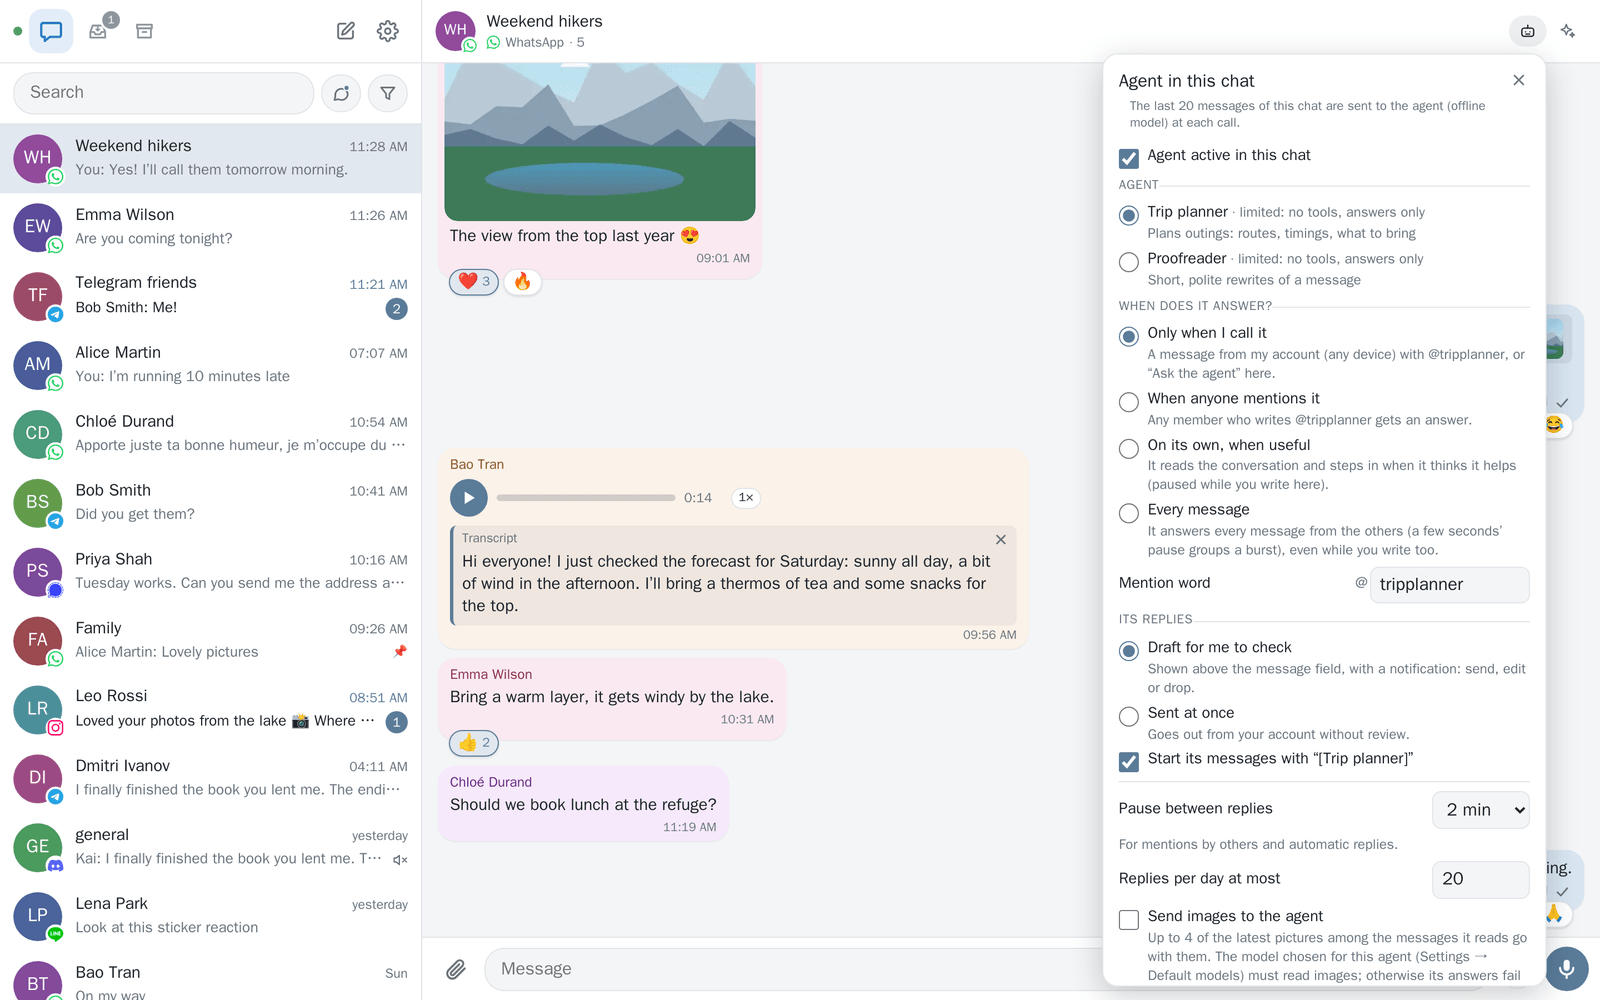 1
Search
WH
Weekend hikers
11:28 AM
You: Yes! I'll call them tomorrow morning.
EW
Emma Wilson
11:26 AM
Are you coming tonight?
TF
Telegram friends
11:21 AM
Bob Smith: Me!
2
AM
Alice Martin
07:07 AM
You: I'm running 10 minutes late
CD
Chloé Durand
10:54 AM
Apporte juste ta bonne humeur, je m'occupe du ···
BS
Bob Smith
10:41 AM
Did you get them?
PS
Priya Shah
10:16 AM
Tuesday works. Can you send me the address a···
FA
Family
09:26 AM
Alice Martin: Lovely pictures
LR
Leo Rossi
08:51 AM
Loved your photos from the lake 📸 Where ···
1
DI
Dmitri Ivanov
04:11 AM
I finally finished the book you lent me. The endi···
GE
general
yesterday
Kai: I finally finished the book you lent me. T···
LP
Lena Park
yesterday
LINE
Look at this sticker reaction
BT
Bao Tran
Sun
On my way
WH
Weekend hikers
WhatsApp · 5
The view from the top last year 😍
09:01 AM
❤️ 3 🔥
Bao Tran
0:14
1×
Transcript
Hi everyone! I just checked the forecast for Saturday: sunny all day, a bit
of wind in the afternoon. I'll bring a thermos of tea and some snacks for
the top.
09:56 AM
Emma Wilson
Bring a warm layer, it gets windy by the lake.
10:31 AM
👍 2
Chloé Durand
Should we book lunch at the refuge?
11:19 AM
ing.
Message
Agent in this chat
The last 20 messages of this chat are sent to the agent (offline
model) at each call.
Agent active in this chat
AGENT
Trip planner · limited: no tools, answers only
Plans outings: routes, timings, what to bring
Proofreader · limited: no tools, answers only
Short, polite rewrites of a message
WHEN DOES IT ANSWER?
Only when I call it
A message from my account (any device) with @tripplanner, or
“Ask the agent” here.
When anyone mentions it
Any member who writes @tripplanner gets an answer.
On its own, when useful
It reads the conversation and steps in when it thinks it helps
(paused while you write here).
Every message
It answers every message from the others (a few seconds’
pause groups a burst), even while you write too.
Mention word
@ tripplanner
ITS REPLIES
Draft for me to check
Shown above the message field, with a notification: send, edit
or drop.
Sent at once
Goes out from your account without review.
Start its messages with “[Trip planner]”
Pause between replies
2 min
For mentions by others and automatic replies.
Replies per day at most
20
Send images to the agent
Up to 4 of the latest pictures among the messages it reads go
with them. The model chosen for this agent (Settings →
Default models) must read images; otherwise its answers fail